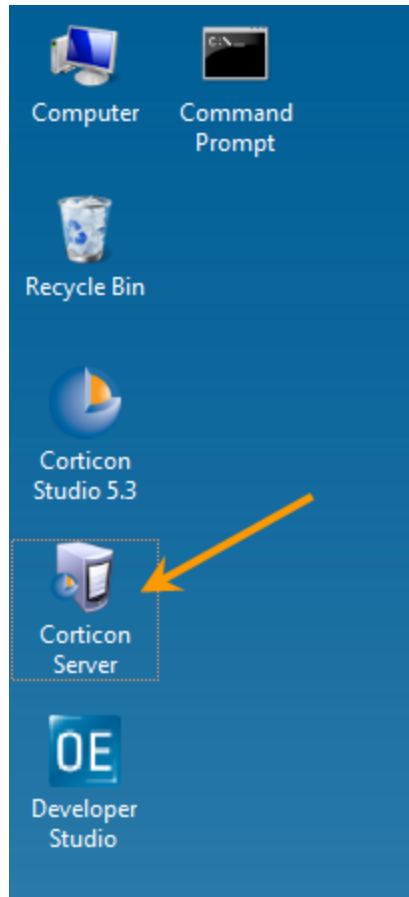 Computer
Command
Prompt
C:\
Recycle Bin
Corticon
Studio 5.3
Corticon
Server
OE
Developer
Studio